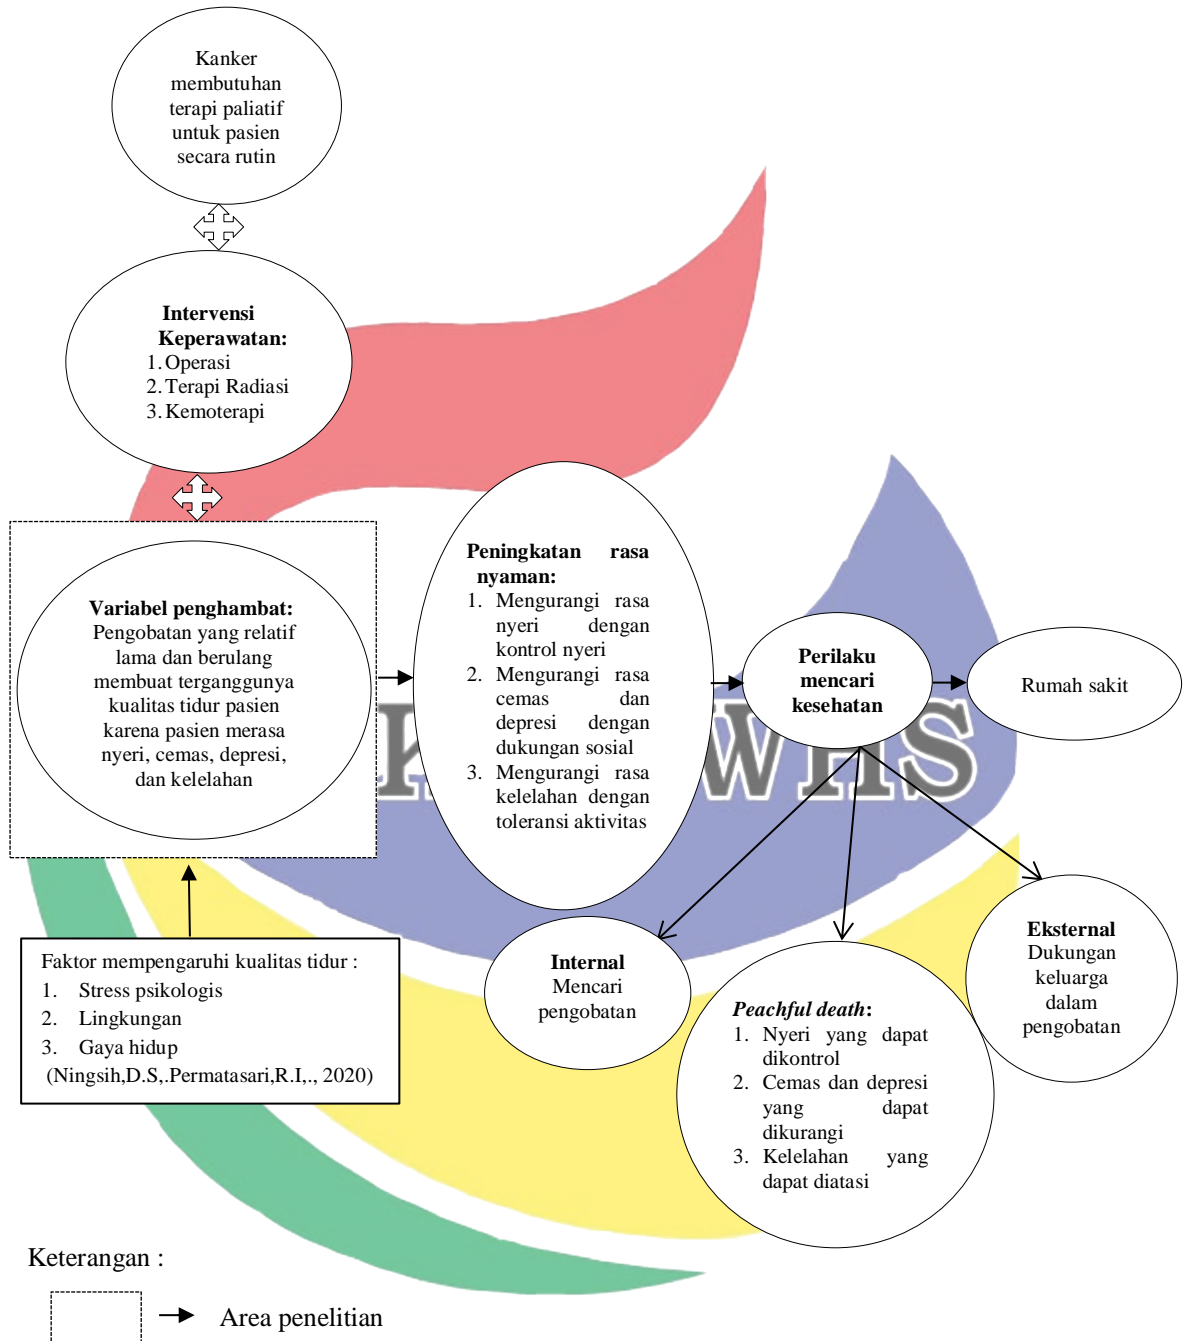 Kanker
membutuhan
terapi paliatif
untuk pasien
secara rutin
Intervensi
Keperawatan:
1. Operasi
2. Terapi Radiasi
3. Kemoterapi
Variabel penghambat:
Pengobatan yang relatif
lama dan berulang
membuat terganggunya
kualitas tidur pasien
karena pasien merasa
nyeri, cemas, depresi,
dan kelelahan
Peningkatan rasa
nyaman:
1. Mengurangi rasa
nyeri dengan
kontrol nyeri
2. Mengurangi rasa
cemas dan
depresi dengan
dukungan sosial
3. Mengurangi rasa
kelelahan dengan
toleransi aktivitas
Perilaku
mencari
kesehatan
Rumah sakit
WHS
Faktor mempengaruhi kualitas tidur :
1. Stress psikologis
2. Lingkungan
3. Gaya hidup
(Ningsih,D.S,.Permatasari,R.I,., 2020)
Internal
Mencari
pengobatan
Peachful death:
1. Nyeri yang dapat
dikontrol
2. Cemas dan depresi
yang dapat
dikurangi
3. Kelelahan yang
dapat diatasi
Eksternal
Dukungan
keluarga
dalam
pengobatan
Keterangan :
Area penelitian